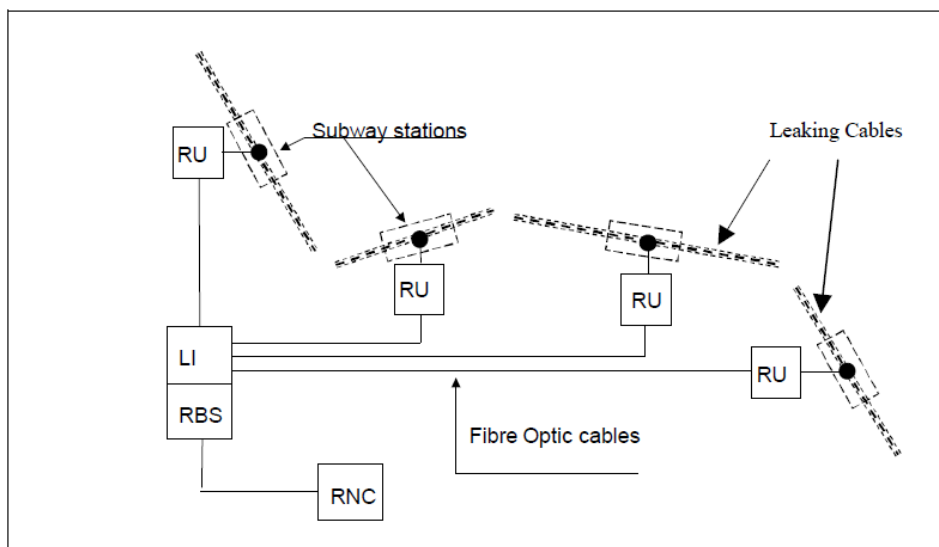 Subway stations
Leaking Cables
RU
RU
RU
LI
RU
RBS
Fibre Optic cables
RNC